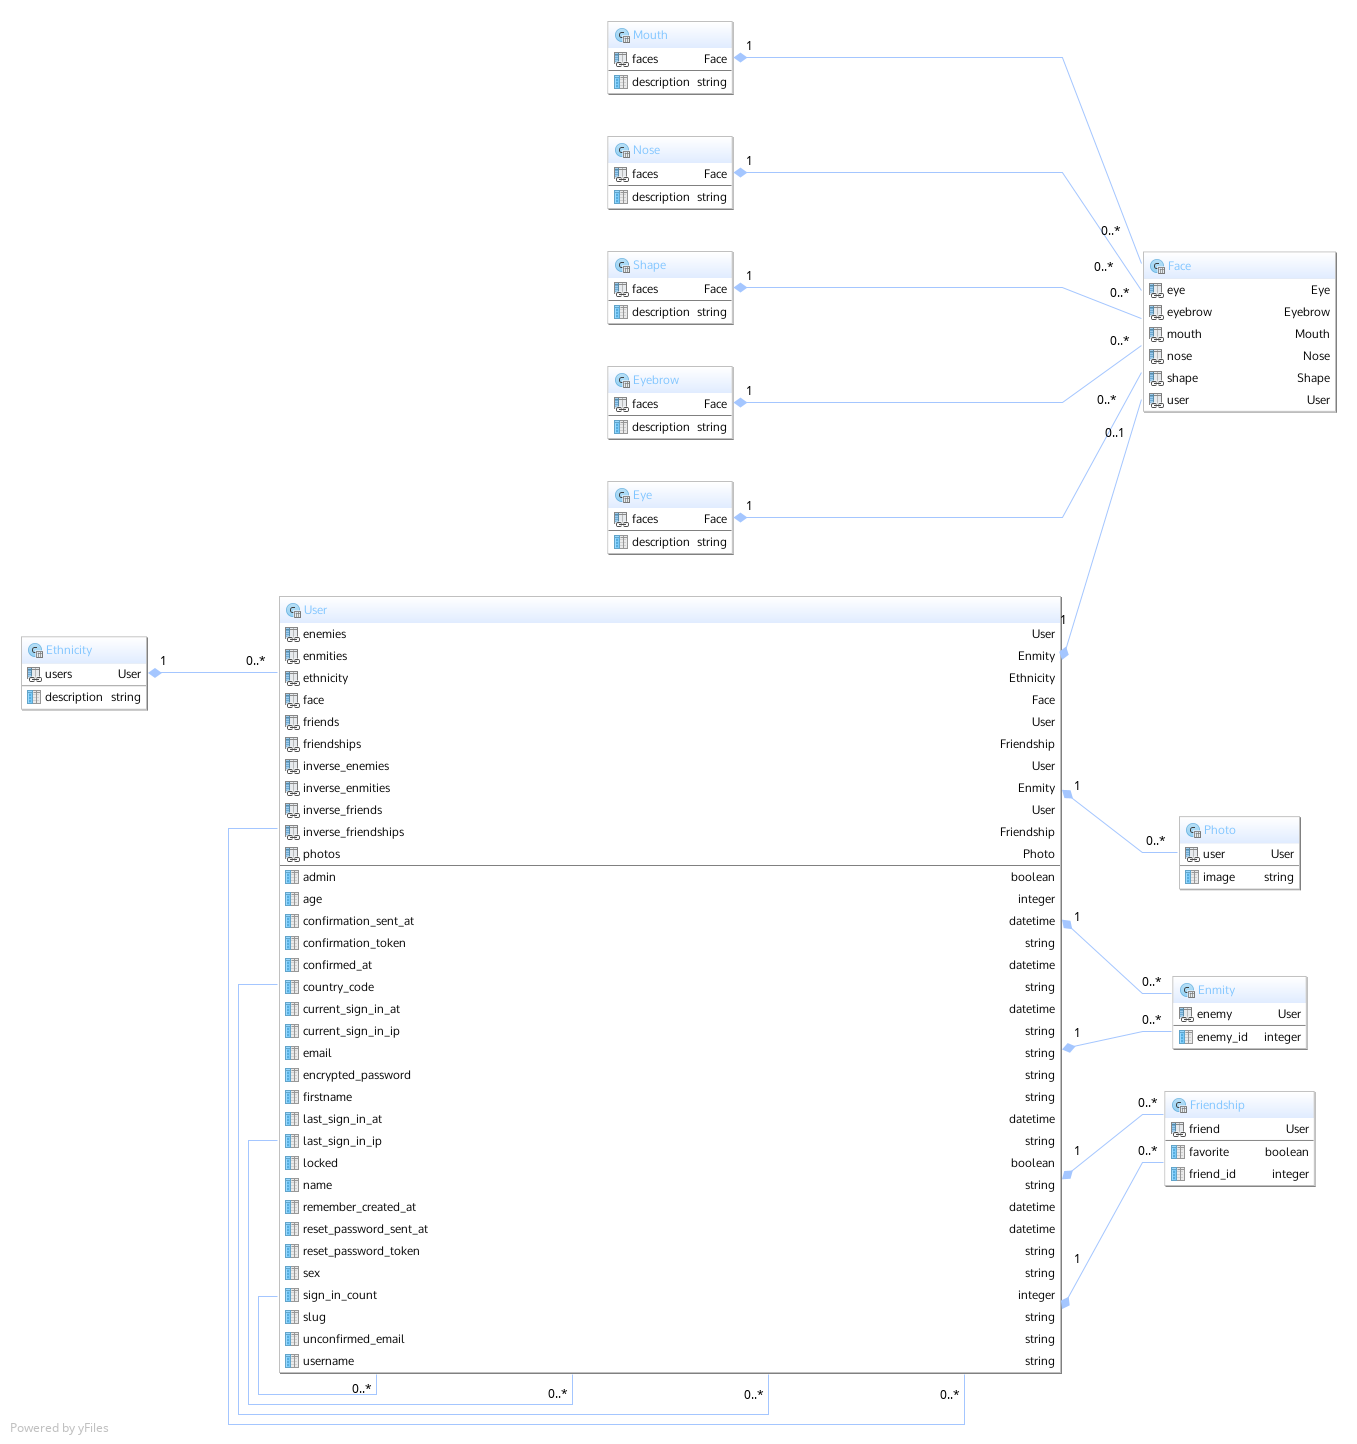 Mouth
faces Face
description string
1
Nose
faces Face
description string
1
0..*
Shape
faces Face
description string
1
0..*
0..*
Face
eye Eye
eyebrow Eyebrow
mouth Mouth
nose Nose
shape Shape
user User
0..*
Eyebrow
faces Face
description string
1
0..*
0..1
Eye
faces Face
description string
1
Ethnicity
users User
description string
1
0..*
User
1
enemies User
enmities Enmity
ethnicity Ethnicity
face Face
friends User
friendships Friendship
inverse_enemies User
inverse_enmities Enmity
inverse_friends User
inverse_friendships Friendship
photos Photo
admin boolean
age integer
confirmation_sent_at datetime
confirmation_token string
confirmed_at datetime
country_code string
current_sign_in_at datetime
current_sign_in_ip string
email string
encrypted_password string
firstname string
last_sign_in_at datetime
last_sign_in_ip string
locked boolean
name string
remember_created_at datetime
reset_password_sent_at datetime
reset_password_token string
sex string
sign_in_count integer
slug string
unconfirmed_email string
username string
1
0..*
Photo
user User
image string
1
0..*
Enmity
enemy User
enemy_id integer
1
0..*
1
0..*
Friendship
friend User
favorite boolean
friend_id integer
1
0..*
0..*
0..*
0..*
0..*
Powered by yFiles